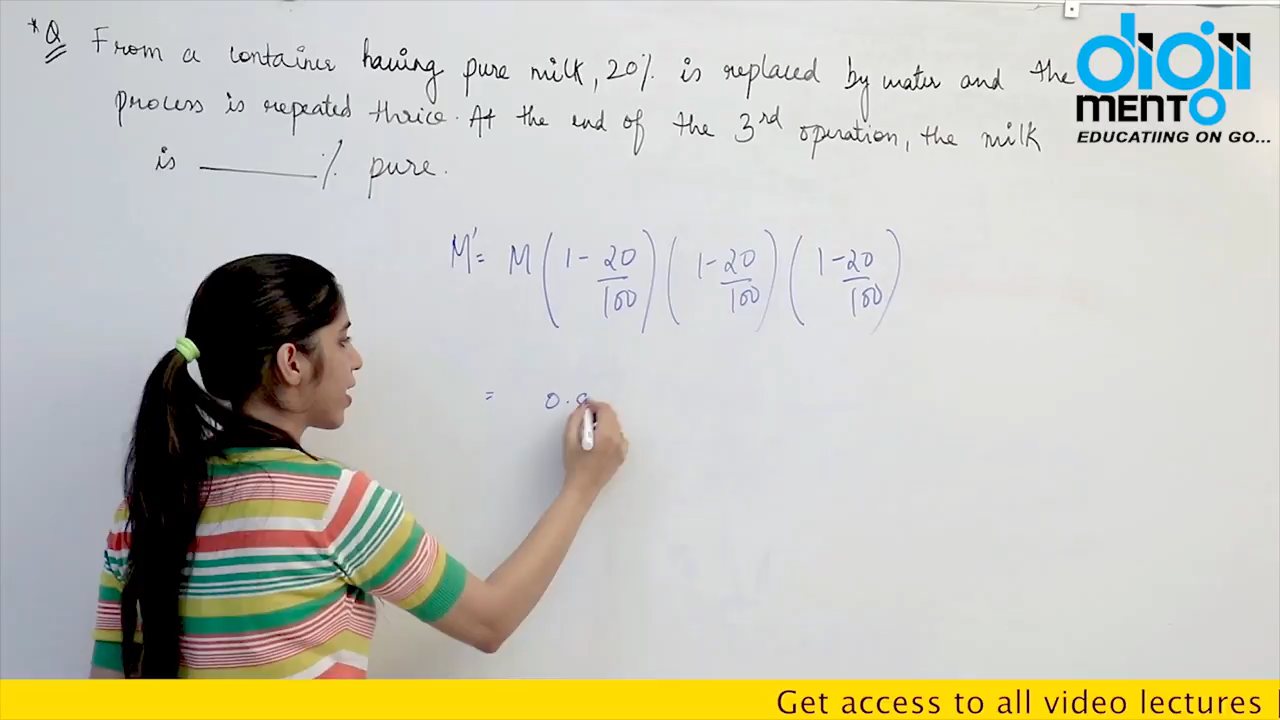 *Q From a container having pure milk, 20% is replaced by water and the
process is repeated thrice. At the end of the 3rd operation, the milk
is ______% pure.
M' = M (1 - 20/100) (1 - 20/100) (1 - 20/100)
= 0.8
digiimento
EDUCATIING ON GO...
Get access to all video lectures